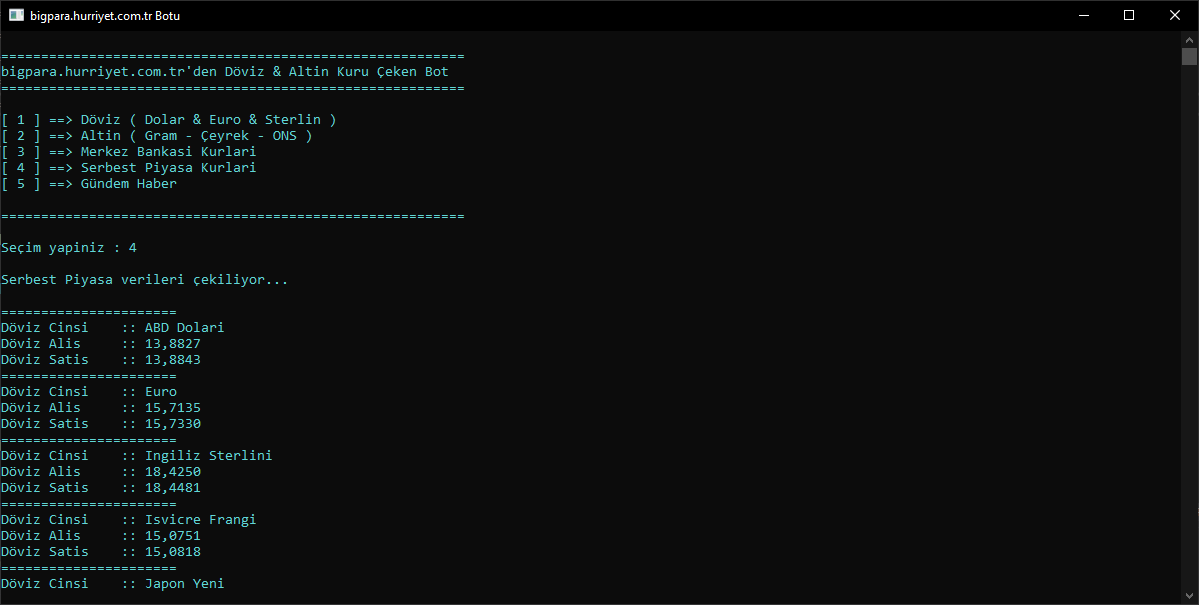 bigpara.hurriyet.com.tr Botu
==========================================================
bigpara.hurriyet.com.tr'den Döviz & Altin Kuru Çeken Bot
==========================================================
[ 1 ] ==> Döviz ( Dolar & Euro & Sterlin )
[ 2 ] ==> Altin ( Gram - Çeyrek - ONS )
[ 3 ] ==> Merkez Bankasi Kurlari
[ 4 ] ==> Serbest Piyasa Kurlari
[ 5 ] ==> Gündem Haber
==========================================================
Seçim yapiniz : 4
Serbest Piyasa verileri çekiliyor...
======================
Döviz Cinsi    :: ABD Dolari
Döviz Alis     :: 13,8827
Döviz Satis    :: 13,8843
======================
Döviz Cinsi    :: Euro
Döviz Alis     :: 15,7135
Döviz Satis    :: 15,7330
======================
Döviz Cinsi    :: Ingiliz Sterlini
Döviz Alis     :: 18,4250
Döviz Satis    :: 18,4481
======================
Döviz Cinsi    :: Isvicre Frangi
Döviz Alis     :: 15,0751
Döviz Satis    :: 15,0818
======================
Döviz Cinsi    :: Japon Yeni